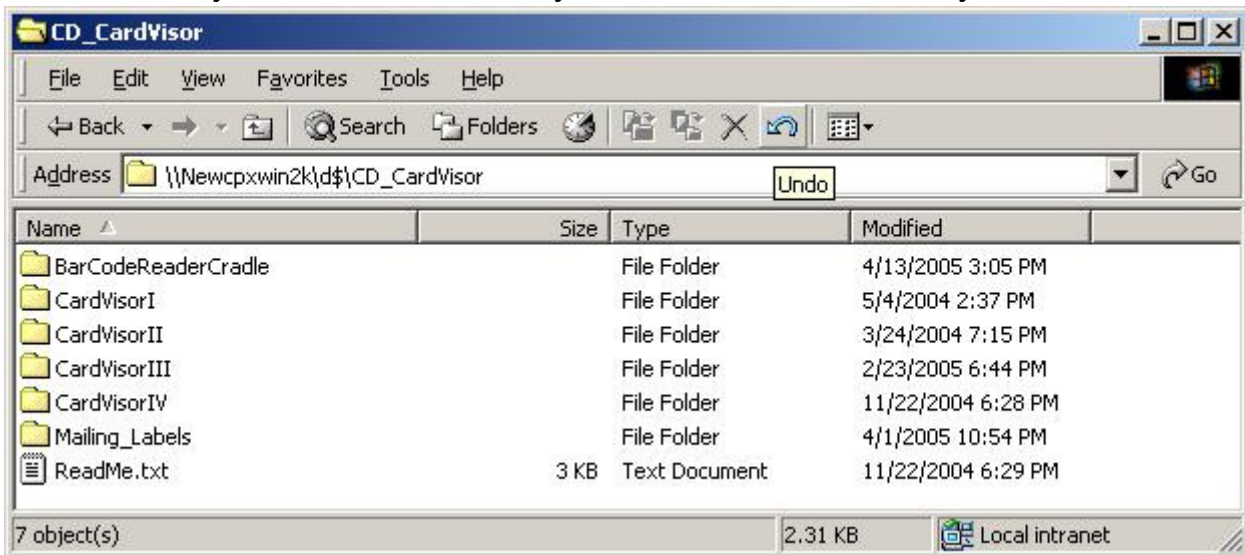 CD_CardVisor
File Edit View Favorites Tools Help
Back Search Folders
Address \\Newcpxwin2k\d$\CD_CardVisor Go
Undo
Name Size Type Modified
BarCodeReaderCradle File Folder 4/13/2005 3:05 PM
CardVisorI File Folder 5/4/2004 2:37 PM
CardVisorII File Folder 3/24/2004 7:15 PM
CardVisorIII File Folder 2/23/2005 6:44 PM
CardVisorIV File Folder 11/22/2004 6:28 PM
Mailing_Labels File Folder 4/1/2005 10:54 PM
ReadMe.txt 3 KB Text Document 11/22/2004 6:29 PM
7 object(s) 2.31 KB Local intranet